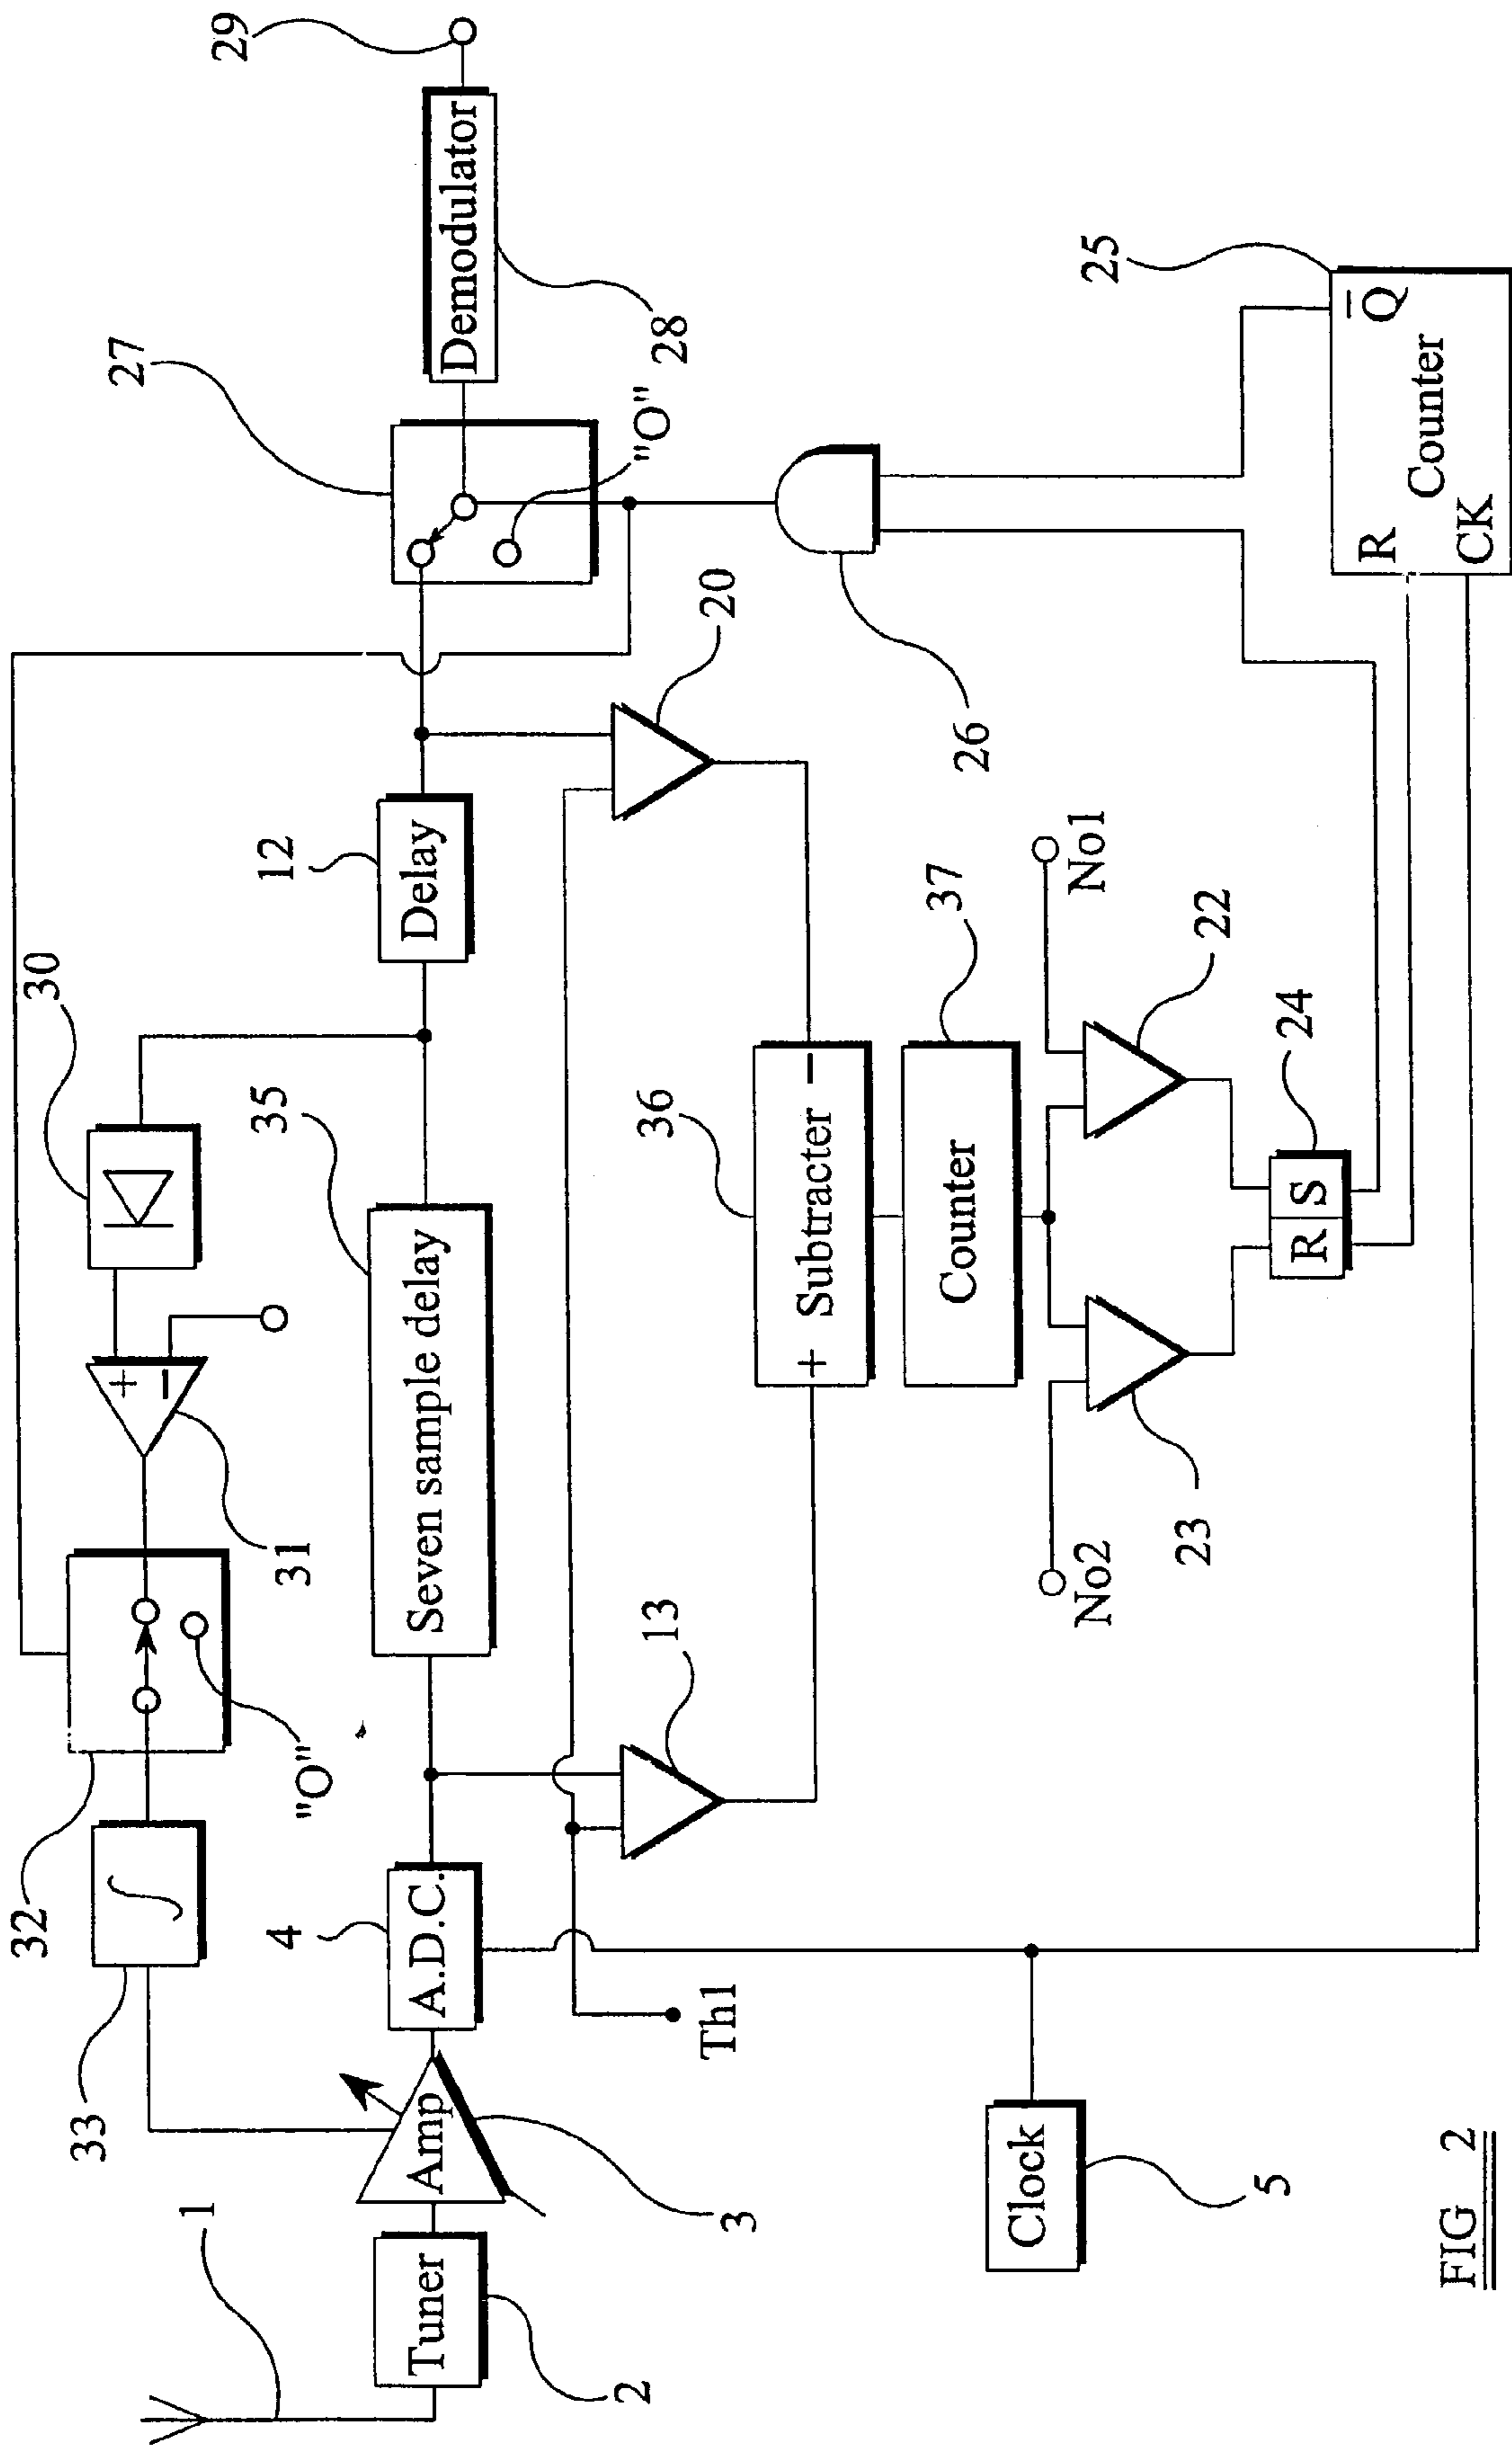 1
2
Tuner
3
Amp
33
32
"O"
31
30
4
A.D.C.
35
Seven sample delay
12
Delay
27
"O"
28
Demodulator
29
Th1
13
20
36
+ Subtracter −
37
Counter
No2
No1
23
22
24
R S
26
25
R Q̅
Counter
CK
Clock
5
FIG 2